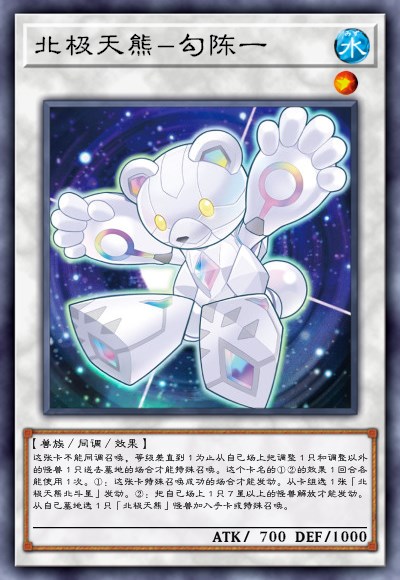 北极天熊-勾陈一
水
【兽族/同调/效果】
这张卡不能同调召唤，等级差直到1为止从自己场上把调整1只和调整以外
的怪兽1只送去墓地的场合才能特殊召唤。这个卡名的①②的效果1回合各
能使用1次。①：这张卡特殊召唤成功的场合才能发动。从卡组选1张「北
极天熊北斗星」发动。②：把自己场上1只7星以上的怪兽解放才能发动。
从自己墓地选1只「北极天熊」怪兽加入手卡或特殊召唤。
ATK/ 700 DEF/1000